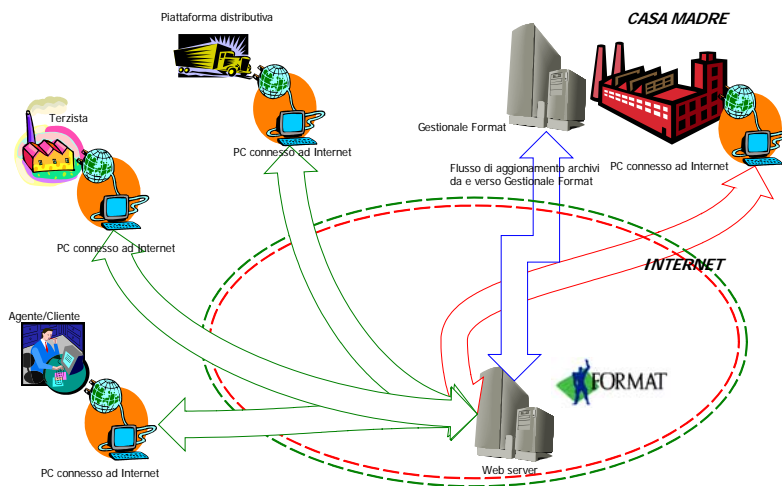 Piattaforma distributiva
CASA MADRE
Terzista
Gestionale Format
PC connesso ad Internet
Flusso di aggionamento archivi
da e verso Gestionale Format
PC connesso ad Internet
PC connesso ad Internet
INTERNET
Agente/Cliente
FORMAT
PC connesso ad Internet
Web server